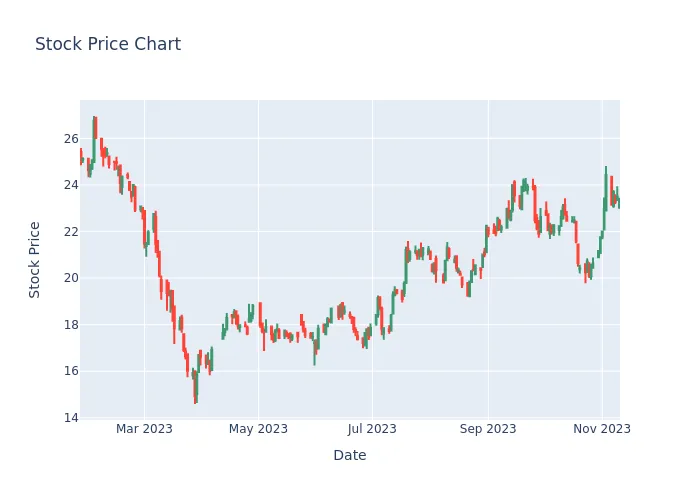 Stock Price Chart
Stock Price
26
24
22
20
18
16
14
Mar 2023
May 2023
Jul 2023
Sep 2023
Nov 2023
Date